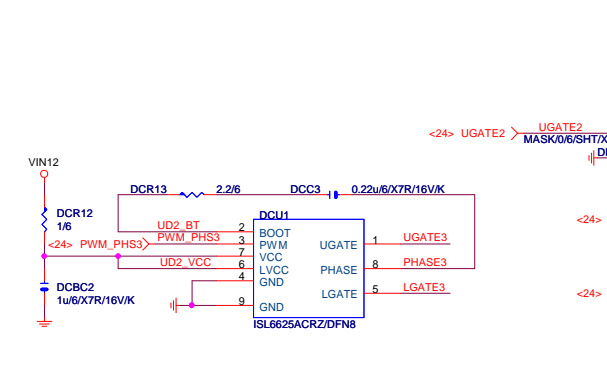 <24> UGATE2
UGATE2
MASK/0/6/SHT/X
VIN12
DCR13
2.2/6
DCC3
0.22u/6/X7R/16V/K
DCR12
1/6
<24> PWM_PHS3
UD2_BT
PWM_PHS3
UD2_VCC
DCU1
2
3
7
6
4
9
BOOT
PWM
VCC
LVCC
GND
GND
UGATE
PHASE
LGATE
1
8
5
UGATE3
PHASE3
LGATE3
ISL6625ACRZ/DFN8
DCBC2
1u/6/X7R/16V/K
<24>
<24>